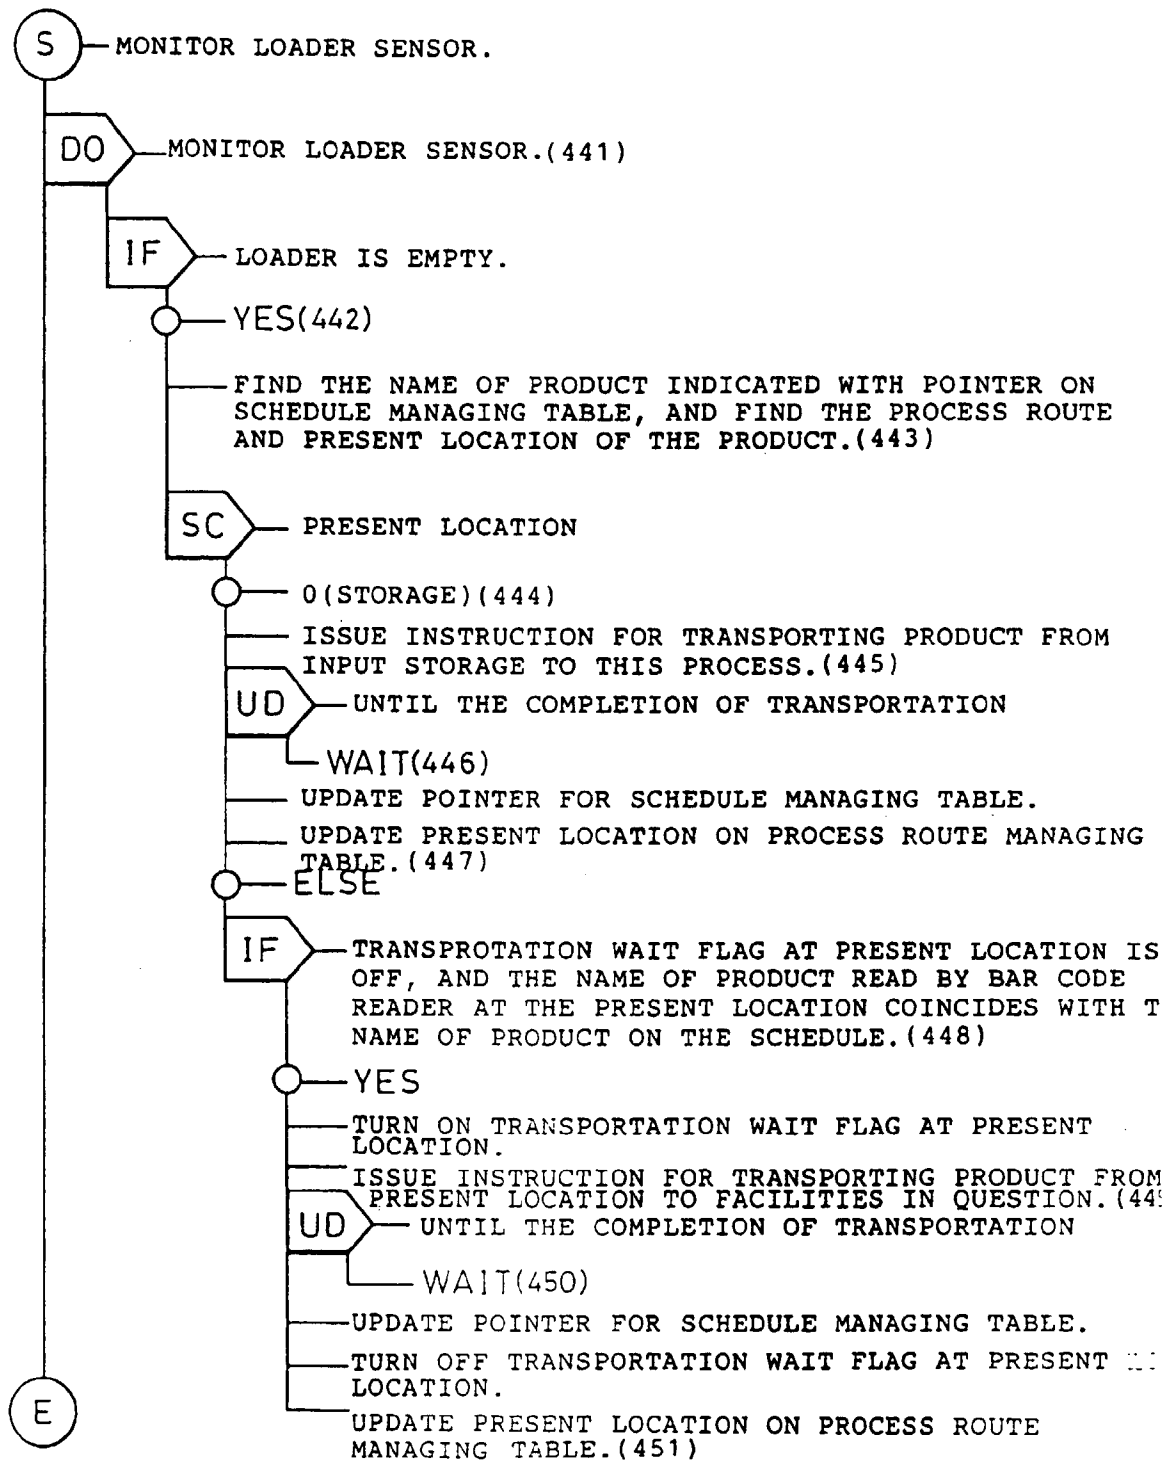 S MONITOR LOADER SENSOR.
DO MONITOR LOADER SENSOR.(441)
IF LOADER IS EMPTY.
YES(442)
FIND THE NAME OF PRODUCT INDICATED WITH POINTER ON
SCHEDULE MANAGING TABLE, AND FIND THE PROCESS ROUTE
AND PRESENT LOCATION OF THE PRODUCT.(443)
SC PRESENT LOCATION
0(STORAGE)(444)
ISSUE INSTRUCTION FOR TRANSPORTING PRODUCT FROM
INPUT STORAGE TO THIS PROCESS.(445)
UD UNTIL THE COMPLETION OF TRANSPORTATION
WAIT(446)
UPDATE POINTER FOR SCHEDULE MANAGING TABLE.
UPDATE PRESENT LOCATION ON PROCESS ROUTE MANAGING
TABLE.(447)
ELSE
IF TRANSPROTATION WAIT FLAG AT PRESENT LOCATION IS
OFF, AND THE NAME OF PRODUCT READ BY BAR CODE
READER AT THE PRESENT LOCATION COINCIDES WITH T
NAME OF PRODUCT ON THE SCHEDULE.(448)
YES
TURN ON TRANSPORTATION WAIT FLAG AT PRESENT
LOCATION.
ISSUE INSTRUCTION FOR TRANSPORTING PRODUCT FROM
PRESENT LOCATION TO FACILITIES IN QUESTION.(44
UD UNTIL THE COMPLETION OF TRANSPORTATION
WAIT(450)
UPDATE POINTER FOR SCHEDULE MANAGING TABLE.
TURN OFF TRANSPORTATION WAIT FLAG AT PRESENT
LOCATION.
E
UPDATE PRESENT LOCATION ON PROCESS ROUTE
MANAGING TABLE.(451)